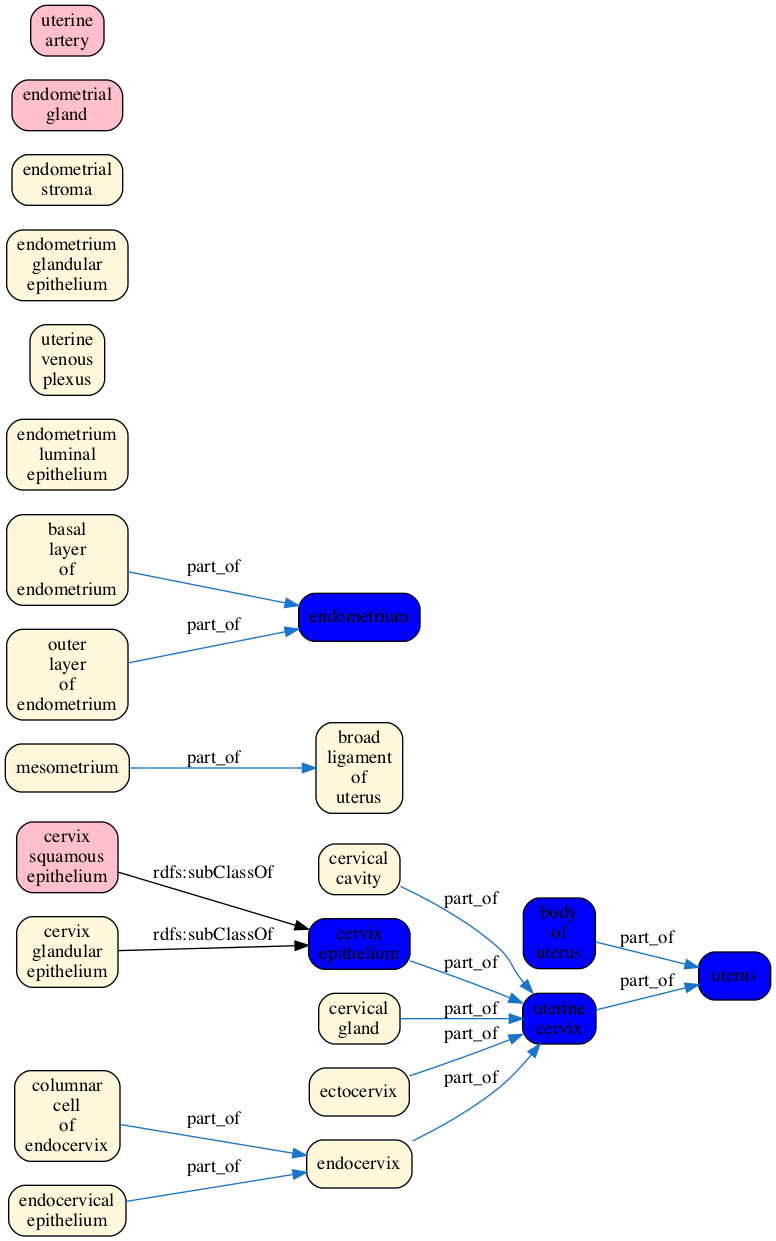 uterine
artery
endometrial
gland
endometrial
stroma
endometrium
glandular
epithelium
uterine
venous
plexus
endometrium
luminal
epithelium
basal
layer
of
endometrium
part_of
endometrium
part_of
outer
layer
of
endometrium
mesometrium
part_of
broad
ligament
of
uterus
cervix
squamous
epithelium
rdfs:subClassOf
cervix
glandular
epithelium
rdfs:subClassOf
cervical
cavity
part_of
cervix
epithelium
part_of
cervical
gland
part_of
ectocervix
part_of
endocervix
part_of
columnar
cell
of
endocervix
part_of
endocervical
epithelium
part_of
body
of
uterus
part_of
uterine
cervix
part_of
uterus